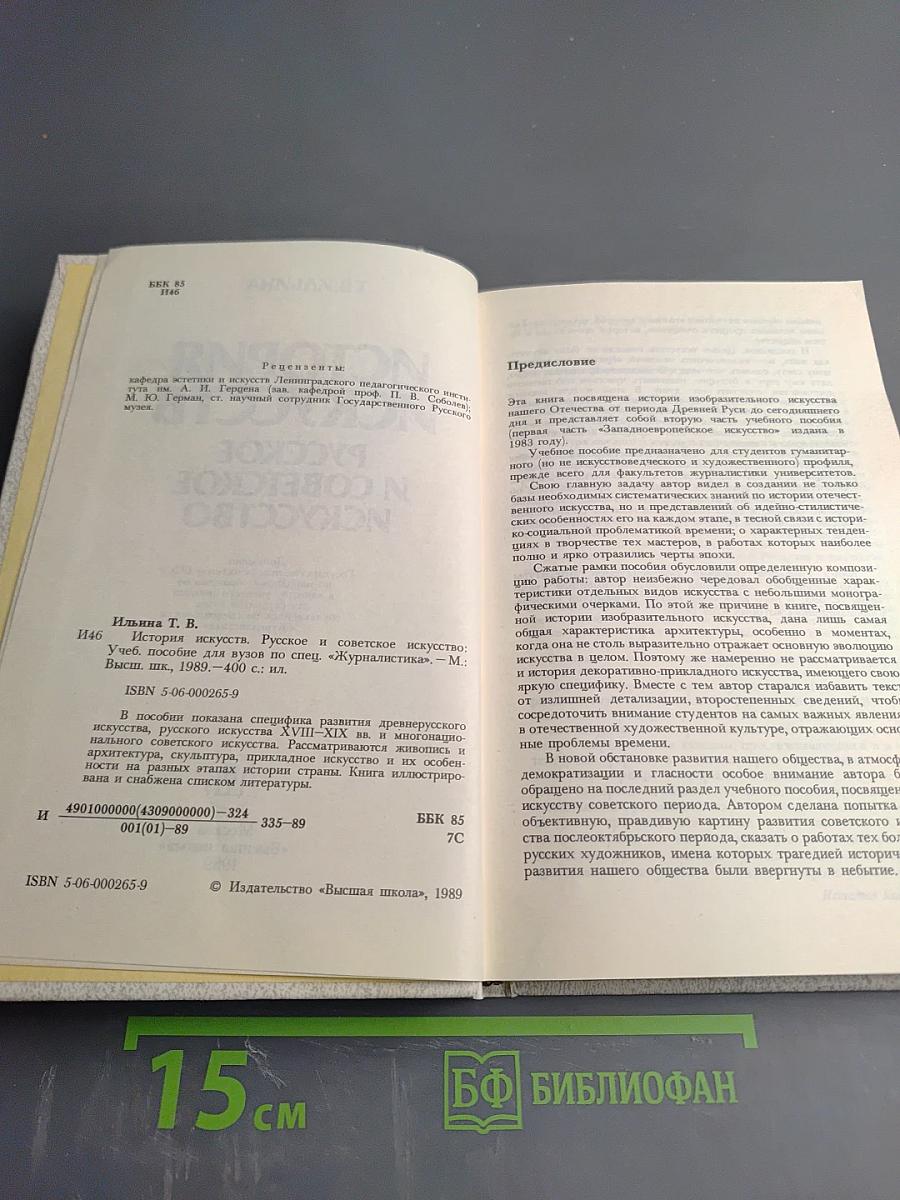 ББК 85
И46
Рецензенты:
кафедра эстетики и искусств Ленинградского педагогического инсти-
тута им. А. И. Герцена (зав. кафедрой проф. П. В. Соболев);
М. Ю. Герман, ст. научный сотрудник Государственного Русского
музея.
Ильина Т. В.
И46 История искусств. Русское и советское искусство:
Учеб. пособие для вузов по спец. «Журналистика». — М.:
Высш. шк., 1989.—400 с.: ил.
ISBN 5-06-000265-9
В пособии показана специфика развития древнерусского
искусства, русского искусства XVIII—XIX вв. и многонацио-
нального советского искусства. Рассматриваются живопись и
архитектура, скульптура, прикладное искусство и их особен-
ности на разных этапах истории страны. Книга иллюстриро-
вана и снабжена списком литературы.
И 4901000000(4309000000)—324
001(01)—89
335—89
ББК 85
7С
ISBN 5-06-000265-9
© Издательство «Высшая школа», 1989
Предисловие
Эта книга посвящена истории изобразительного искусства
нашего Отечества от периода Древней Руси до сегодняшнего
дня и представляет собой вторую часть учебного пособия
(первая часть «Западноевропейское искусство» издана в
1983 году).
Учебное пособие предназначено для студентов гуманитар-
ного (но не искусствоведческого и художественного) профиля,
прежде всего для факультетов журналистики университетов.
Свою главную задачу автор видел в создании не только
базы необходимых систематических знаний по истории отечест-
венного искусства, но и представлений об идейно-стилистиче-
ских особенностях его на каждом этапе, в тесной связи с истори-
ко-социальной проблематикой времени; о характерных тенден-
циях в творчестве тех мастеров, в работах которых наиболее
полно и ярко отразились черты эпохи.
Сжатые рамки пособия обусловили определенную компози-
цию работы: автор неизбежно чередовал обобщенные харак-
теристики отдельных видов искусства с небольшими моногра-
фическими очерками. По этой же причине в книге, посвящен-
ной истории изобразительного искусства, дана лишь самая
общая характеристика архитектуры, особенно в моментах,
когда она не столь выразительно отражает основную эволюцию
искусства в целом. Поэтому же намеренно не рассматривается
и история декоративно-прикладного искусства, имеющего свою
яркую специфику. Вместе с тем автор старался избавить текст
от излишней детализации, второстепенных сведений, чтобы
сосредоточить внимание студентов на самых важных явления
в отечественной художественной культуре, отражающих осно
ные проблемы времени.
В новой обстановке развития нашего общества, в атмосф
демократизации и гласности особое внимание автора б
обращено на последний раздел учебного пособия, посвящен
искусству советского периода. Автором сделана попытка
объективную, правдивую картину развития советского и
ства послеоктябрьского периода, сказать о работах тех бол
русских художников, имена которых трагедией историч
развития нашего общества были ввергнуты в небытие.
15 см
БФ БИБЛИОФАН